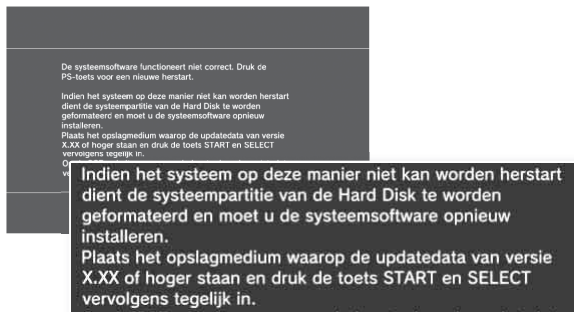 De systeemsoftware functioneert niet correct. Druk de
PS-toets voor een nieuwe herstart.
Indien het systeem op deze manier niet kan worden herstart
dient de systeempartitie van de Hard Disk te worden
geformateerd en moet u de systeemsoftware opnieuw
installeren.
Plaats het opslagmedium waarop de updatedata van versie
X.XX of hoger staan en druk de toets START en SELECT
vervolgens tegelijk in.
Indien het systeem op deze manier niet kan worden herstart
dient de systeempartitie van de Hard Disk te worden
geformateerd en moet u de systeemsoftware opnieuw
installeren.
Plaats het opslagmedium waarop de updatedata van versie
X.XX of hoger staan en druk de toets START en SELECT
vervolgens tegelijk in.